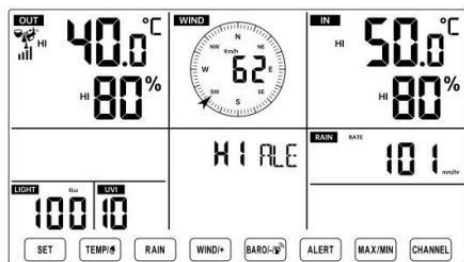 OUT
HI 40.0°C
HI 80%
WIND
N
NW NE
Km/h
W 62 E
SW SE
S
IN
HI 50.0°C
HI 80%
HI ALE
RAIN RATE
101 mm/hr
LIGHT Klux
100
UVI
10
SET TEMP/ RAIN WIND/+ BARO/-/ ALERT MAX/MIN CHANNEL